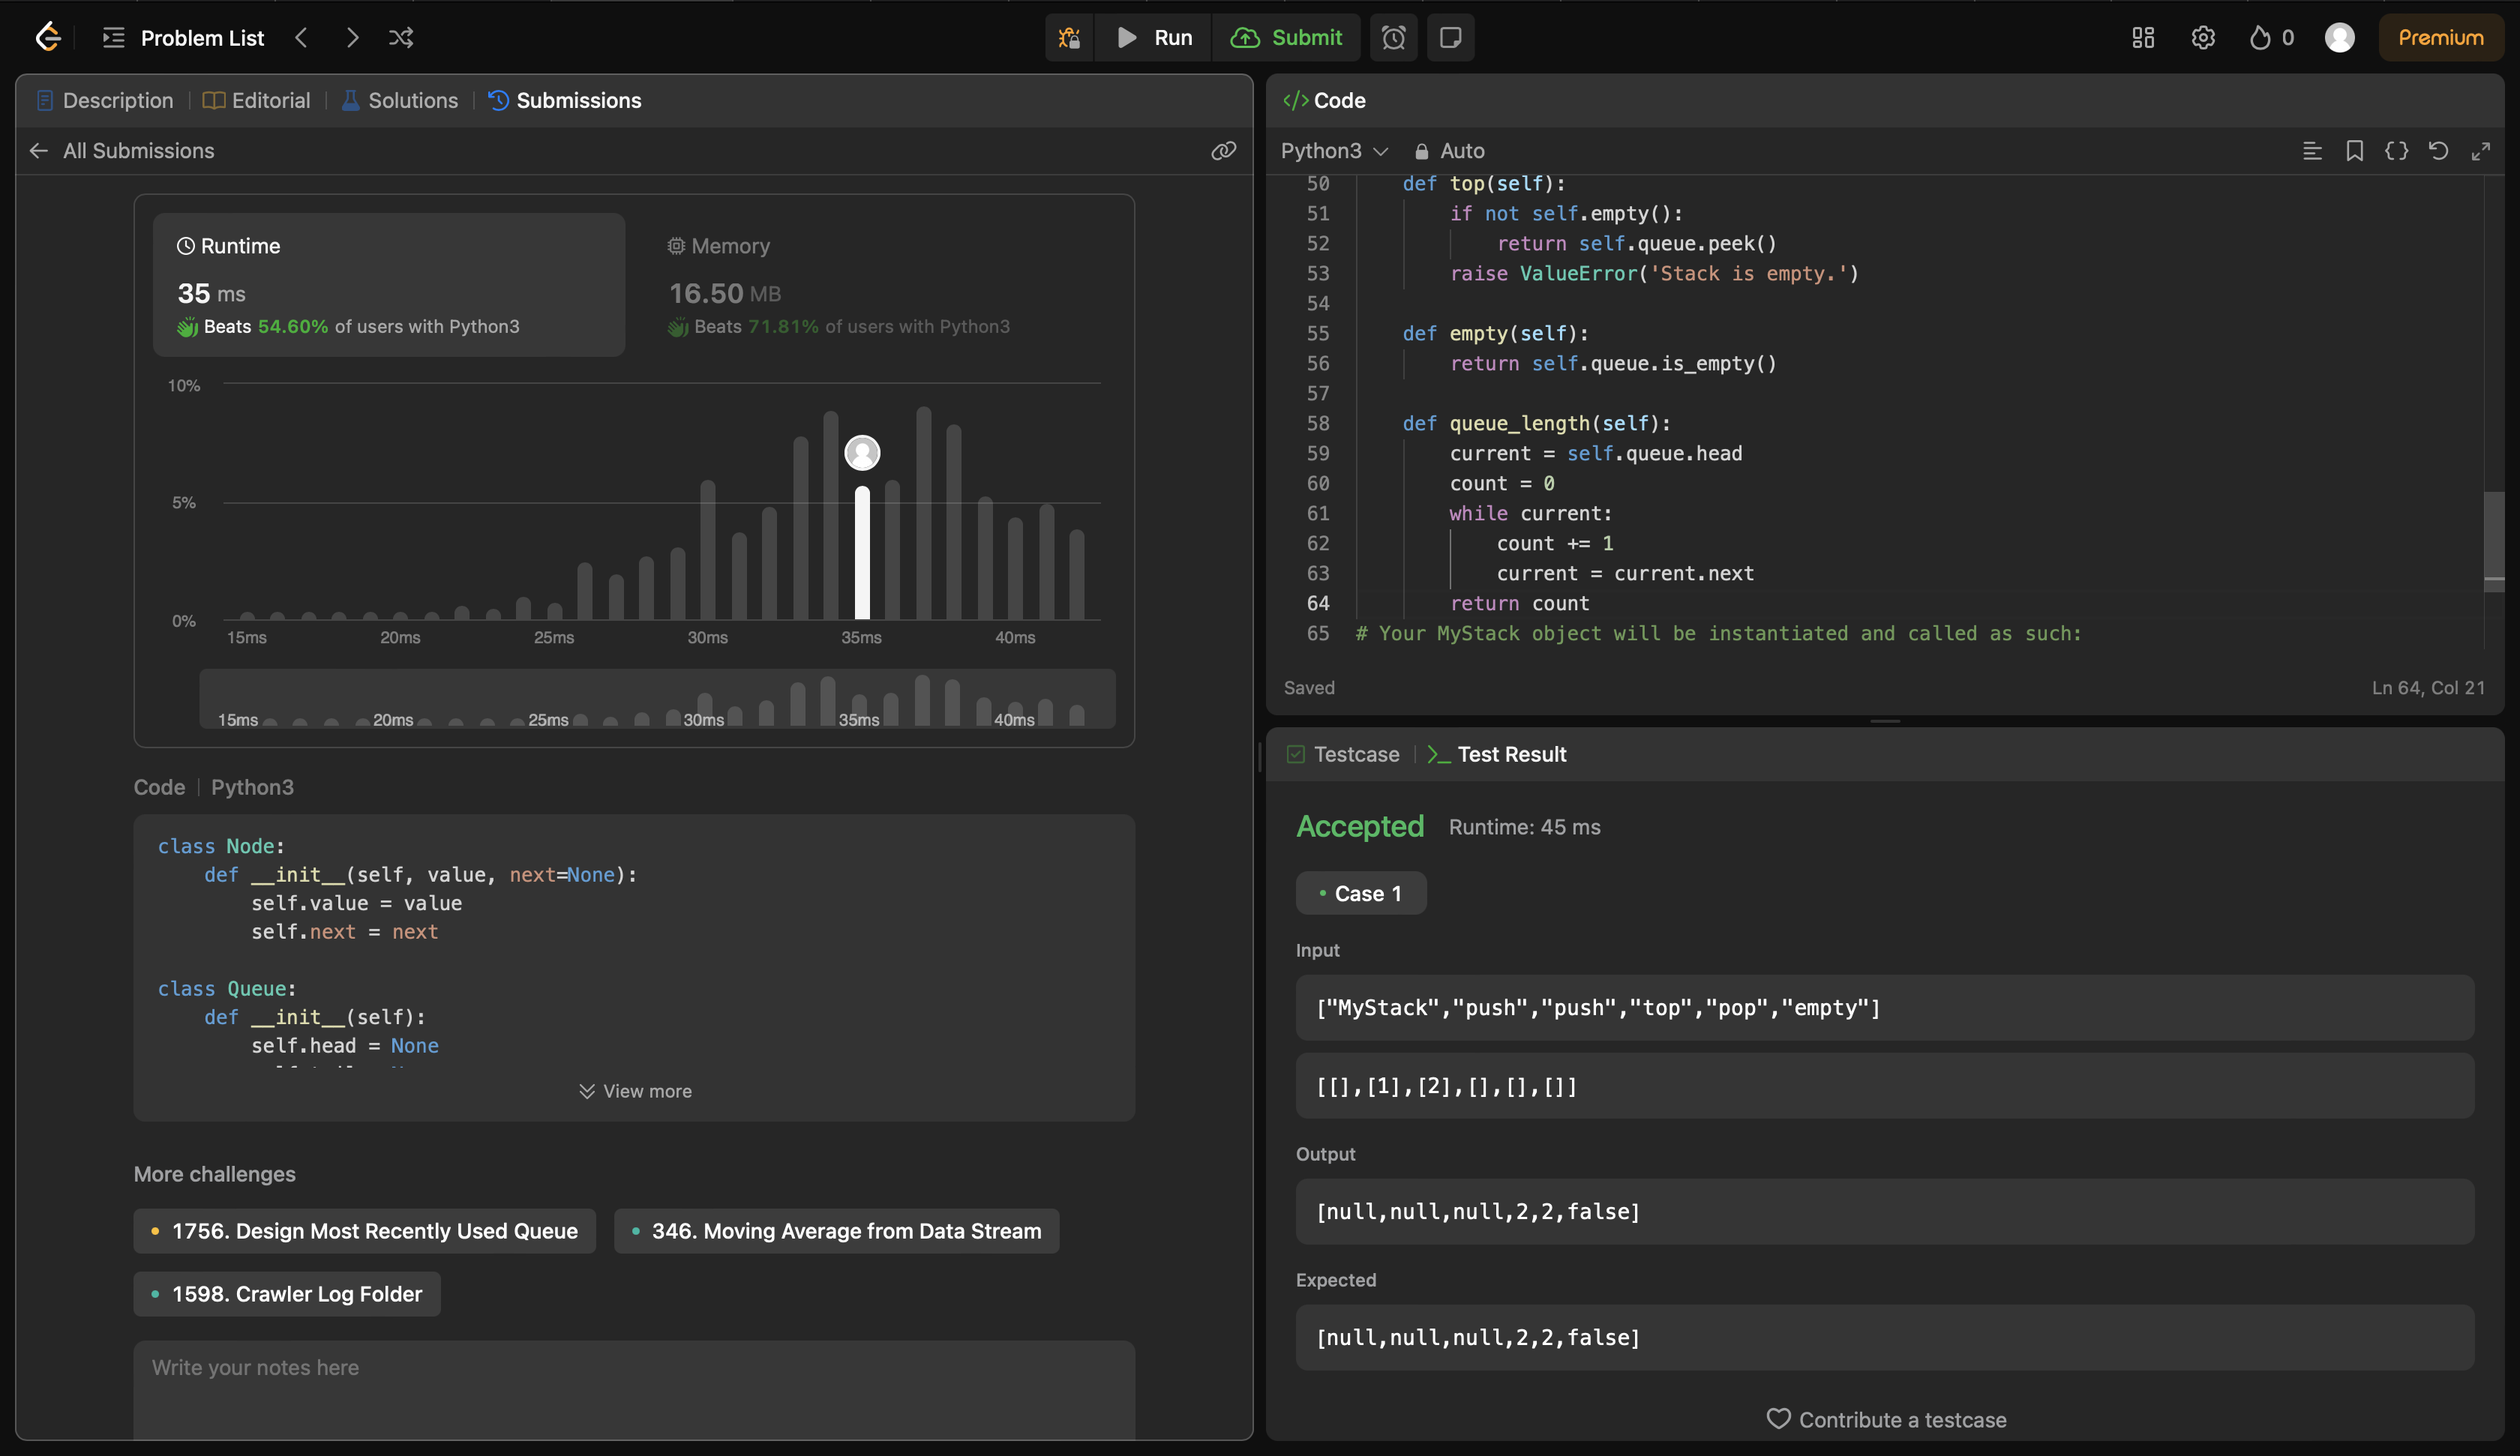 Problem List
Run
Submit
0
Premium
Description
Editorial
Solutions
Submissions
All Submissions
Runtime
35 ms
Beats 54.60% of users with Python3
Memory
16.50 MB
Beats 71.81% of users with Python3
10%
5%
0%
15ms 20ms 25ms 30ms 35ms 40ms
15ms 20ms 25ms 30ms 35ms 40ms
Code
Python3
class Node:
    def __init__(self, value, next=None):
        self.value = value
        self.next = next
class Queue:
    def __init__(self):
        self.head = None
View more
More challenges
1756. Design Most Recently Used Queue
346. Moving Average from Data Stream
1598. Crawler Log Folder
Write your notes here
</> Code
Python3
Auto
50     def top(self):
51         if not self.empty():
52             return self.queue.peek()
53         raise ValueError('Stack is empty.')
54
55     def empty(self):
56         return self.queue.is_empty()
57
58     def queue_length(self):
59         current = self.queue.head
60         count = 0
61         while current:
62             count += 1
63             current = current.next
64         return count
65 # Your MyStack object will be instantiated and called as such:
Saved
Ln 64, Col 21
Testcase
Test Result
Accepted
Runtime: 45 ms
Case 1
Input
["MyStack","push","push","top","pop","empty"]
[[],[1],[2],[],[],[]]
Output
[null,null,null,2,2,false]
Expected
[null,null,null,2,2,false]
Contribute a testcase